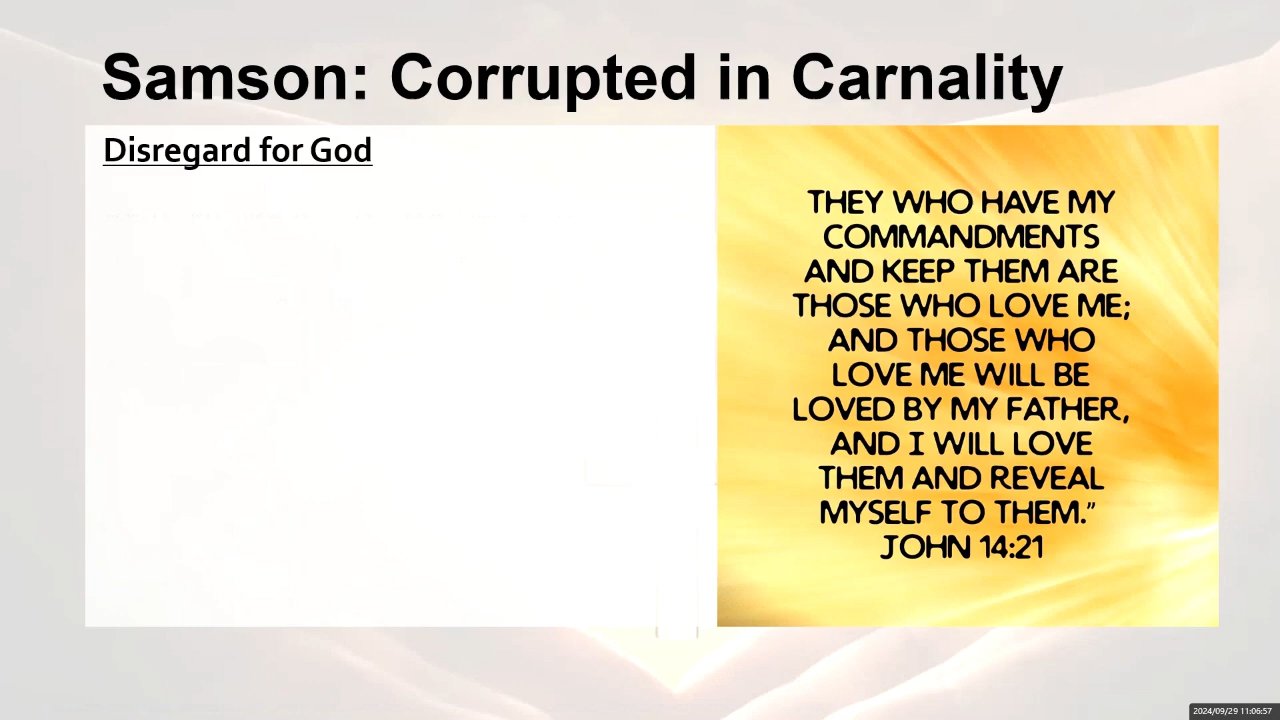 Samson: Corrupted in Carnality
Disregard for God
THEY WHO HAVE MY
COMMANDMENTS
AND KEEP THEM ARE
THOSE WHO LOVE ME;
AND THOSE WHO
LOVE ME WILL BE
LOVED BY MY FATHER,
AND I WILL LOVE
THEM AND REVEAL
MYSELF TO THEM.”
JOHN 14:21
2024/09/29 11:06:57